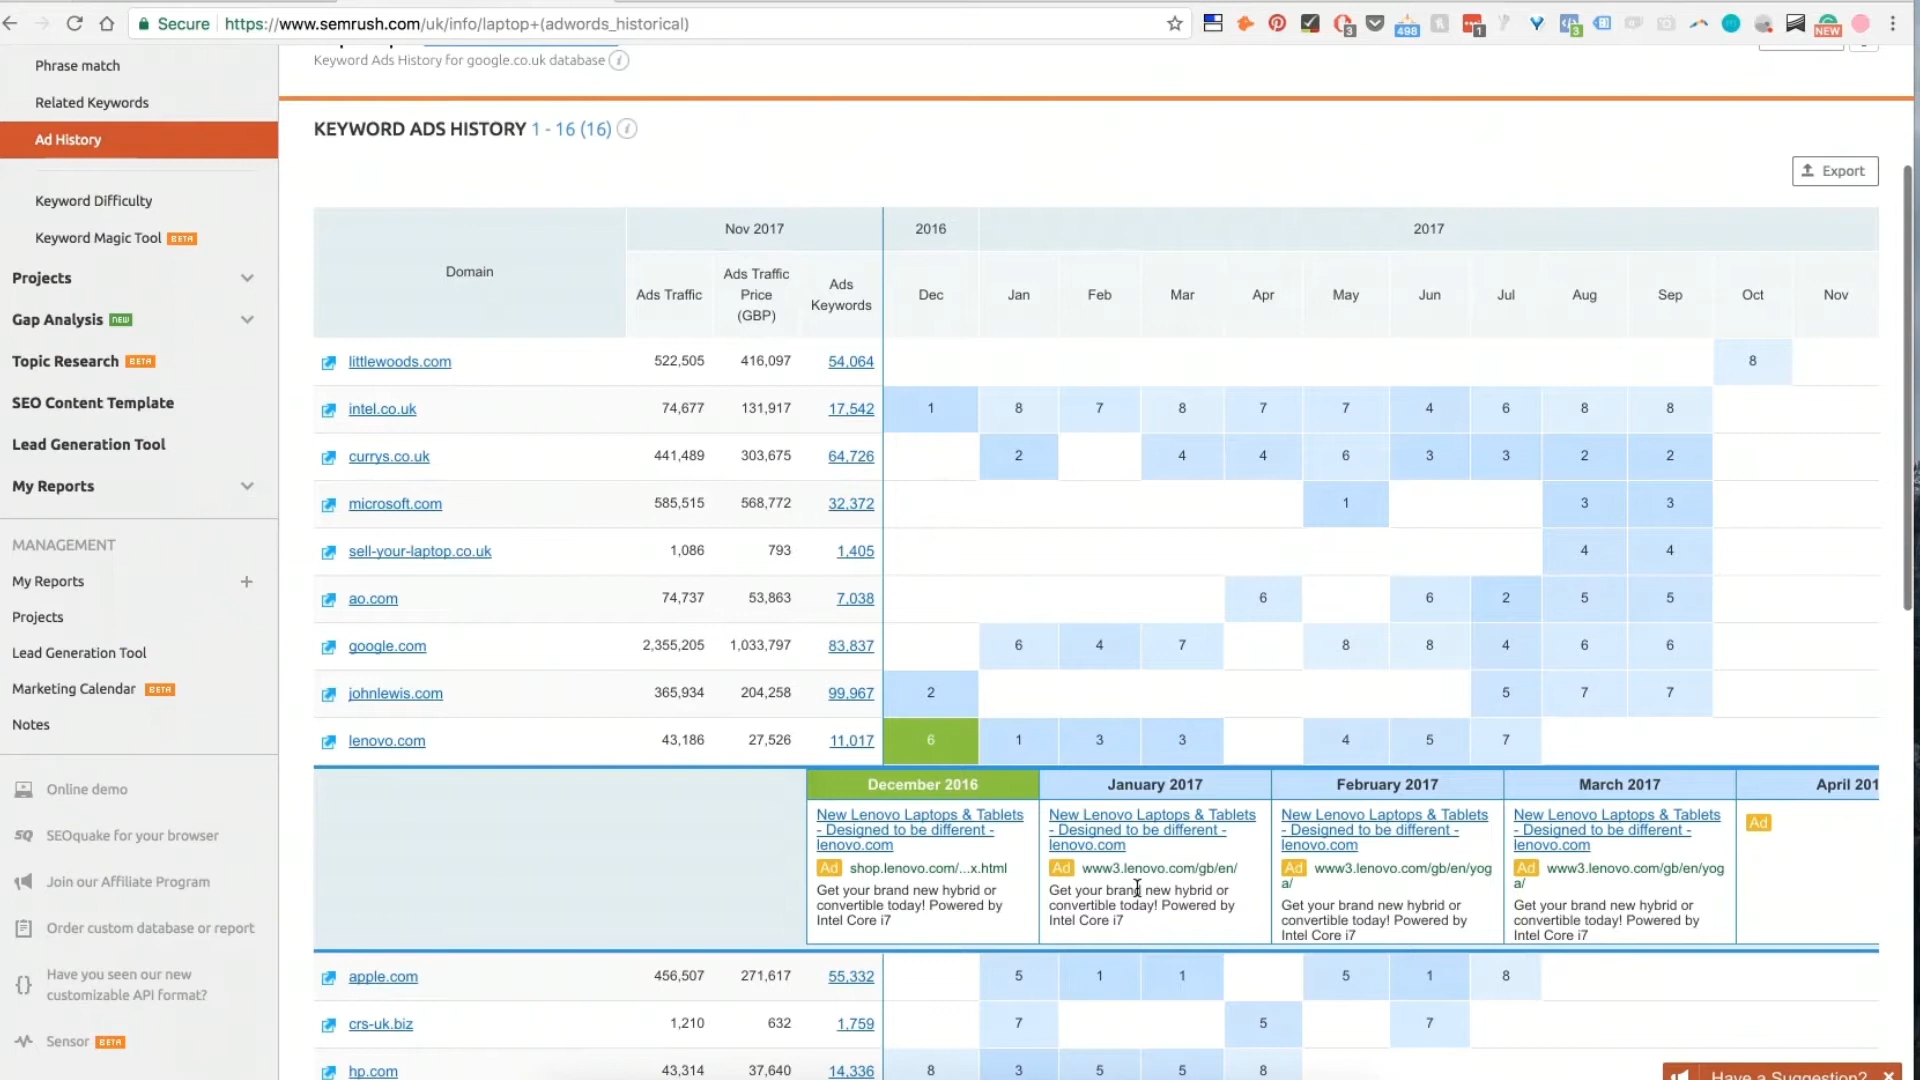 Secure https://www.semrush.com/uk/info/laptop+(adwords_historical)
3 498 1 3 NEW
Phrase match
Related Keywords
Ad History
Keyword Difficulty
Keyword Magic Tool BETA
Projects
Gap Analysis NEW
Topic Research BETA
SEO Content Template
Lead Generation Tool
My Reports
MANAGEMENT
My Reports +
Projects
Lead Generation Tool
Marketing Calendar BETA
Notes
Online demo
SQ SEOquake for your browser
Join our Affiliate Program
Order custom database or report
Have you seen our new
{} customizable API format?
Sensor BETA
Keyword Ads History for google.co.uk database i
KEYWORD ADS HISTORY 1 - 16 (16) i
Export
Nov 2017 2016 2017
Domain Ads Traffic Ads Traffic Price (GBP) Ads Keywords Dec Jan Feb Mar Apr May Jun Jul Aug Sep Oct Nov
littlewoods.com 522,505 416,097 54,064 8
intel.co.uk 74,677 131,917 17,542 1 8 7 8 7 7 4 6 8 8
currys.co.uk 441,489 303,675 64,726 2 4 4 6 3 3 2 2
microsoft.com 585,515 568,772 32,372 1 3 3
sell-your-laptop.co.uk 1,086 793 1,405 4 4
ao.com 74,737 53,863 7,038 6 6 2 5 5
google.com 2,355,205 1,033,797 83,837 6 4 7 8 8 4 6 6
johnlewis.com 365,934 204,258 99,967 2 5 7 7
lenovo.com 43,186 27,526 11,017 6 1 3 3 4 5 7
December 2016
New Lenovo Laptops & Tablets
- Designed to be different -
lenovo.com
Ad shop.lenovo.com/...x.html
Get your brand new hybrid or
convertible today! Powered by
Intel Core i7
January 2017
New Lenovo Laptops & Tablets
- Designed to be different -
lenovo.com
Ad www3.lenovo.com/gb/en/
Get your brand new hybrid or
convertible today! Powered by
Intel Core i7
February 2017
New Lenovo Laptops & Tablets
- Designed to be different -
lenovo.com
Ad www3.lenovo.com/gb/en/yog
a/
Get your brand new hybrid or
convertible today! Powered by
Intel Core i7
March 2017
New Lenovo Laptops & Tablets
- Designed to be different -
lenovo.com
Ad www3.lenovo.com/gb/en/yog
a/
Get your brand new hybrid or
convertible today! Powered by
Intel Core i7
April 201
Ad
apple.com 456,507 271,617 55,332 5 1 1 5 1 8
crs-uk.biz 1,210 632 1,759 7 5 7
hp.com 43,314 37,640 14,336 8 3 5 5 8
Have a Suggestion?